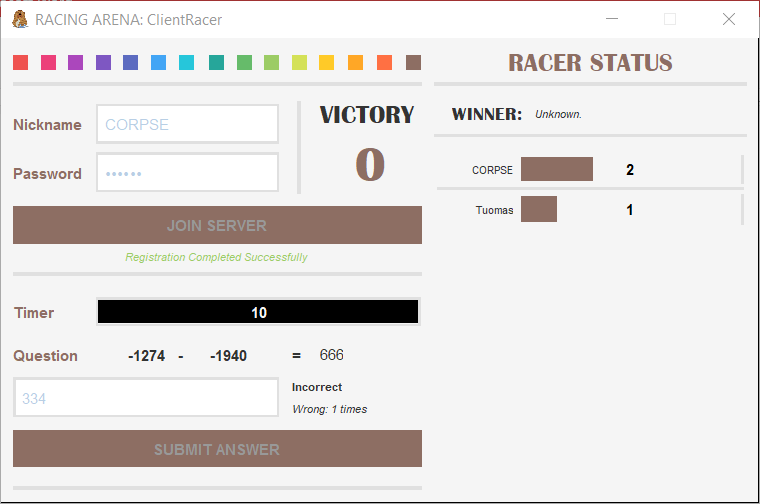 RACING ARENA: ClientRacer
Nickname
CORPSE
Password
••••••
VICTORY
0
JOIN SERVER
Registration Completed Successfully
Timer
10
Question
-1274 - -1940 = 666
334
Incorrect
Wrong: 1 times
SUBMIT ANSWER
RACER STATUS
WINNER: Unknown.
CORPSE 2
Tuomas 1